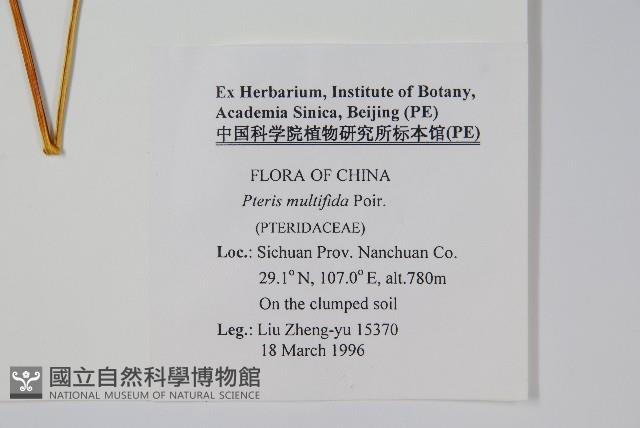 Ex Herbarium, Institute of Botany,
Academia Sinica, Beijing (PE)
中国科学院植物研究所标本馆(PE)
FLORA OF CHINA
Pteris multifida Poir.
(PTERIDACEAE)
Loc.: Sichuan Prov. Nanchuan Co.
29.1°N, 107.0°E, alt.780m
On the clumped soil
Leg.: Liu Zheng-yu 15370
18 March 1996
國立自然科學博物館
NATIONAL MUSEUM OF NATURAL SCIENCE